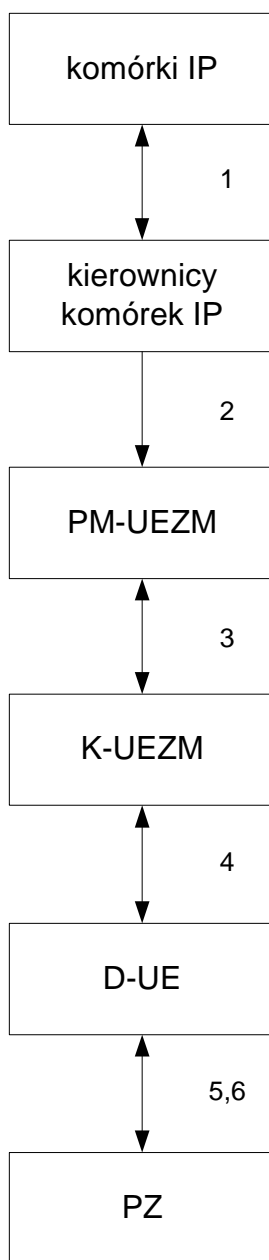 komórki IP
1
kierownicy
komórek IP
2
PM-UEZM
3
K-UEZM
4
D-UE
5,6
PZ